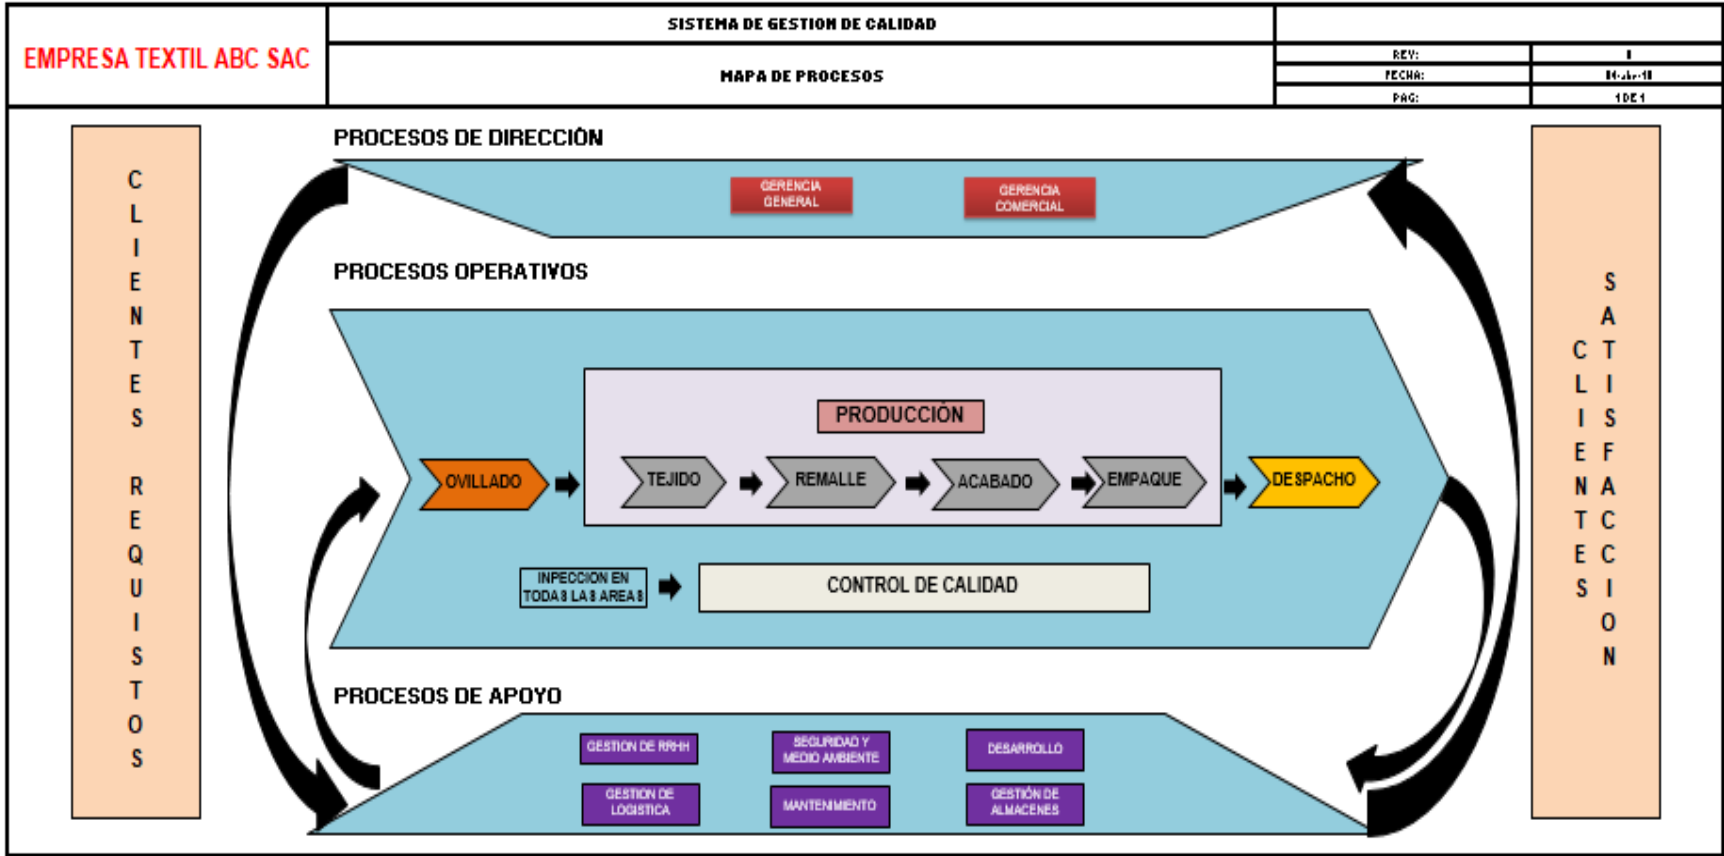 EMPRESA TEXTIL ABC SAC
SISTEMA DE GESTION DE CALIDAD
MAPA DE PROCESOS
REV:
FECHA:
PAG:
1 DE 1
CLIENTES REQUISTOS
PROCESOS DE DIRECCIÓN
GERENCIA
GENERAL
GERENCIA
COMERCIAL
PROCESOS OPERATIVOS
PRODUCCIÓN
OVILLADO
TEJIDO
REMALLE
ACABADO
EMPAQUE
DESPACHO
INPECCION EN
TODAS LAS AREAS
CONTROL DE CALIDAD
PROCESOS DE APOYO
GESTION DE RRHH
SEGURIDAD Y
MEDIO AMBIENTE
DESARROLLO
GESTION DE
LOGISTICA
MANTENIMIENTO
GESTIÓN DE
ALMACENES
SATISFACCION
CLIENTES